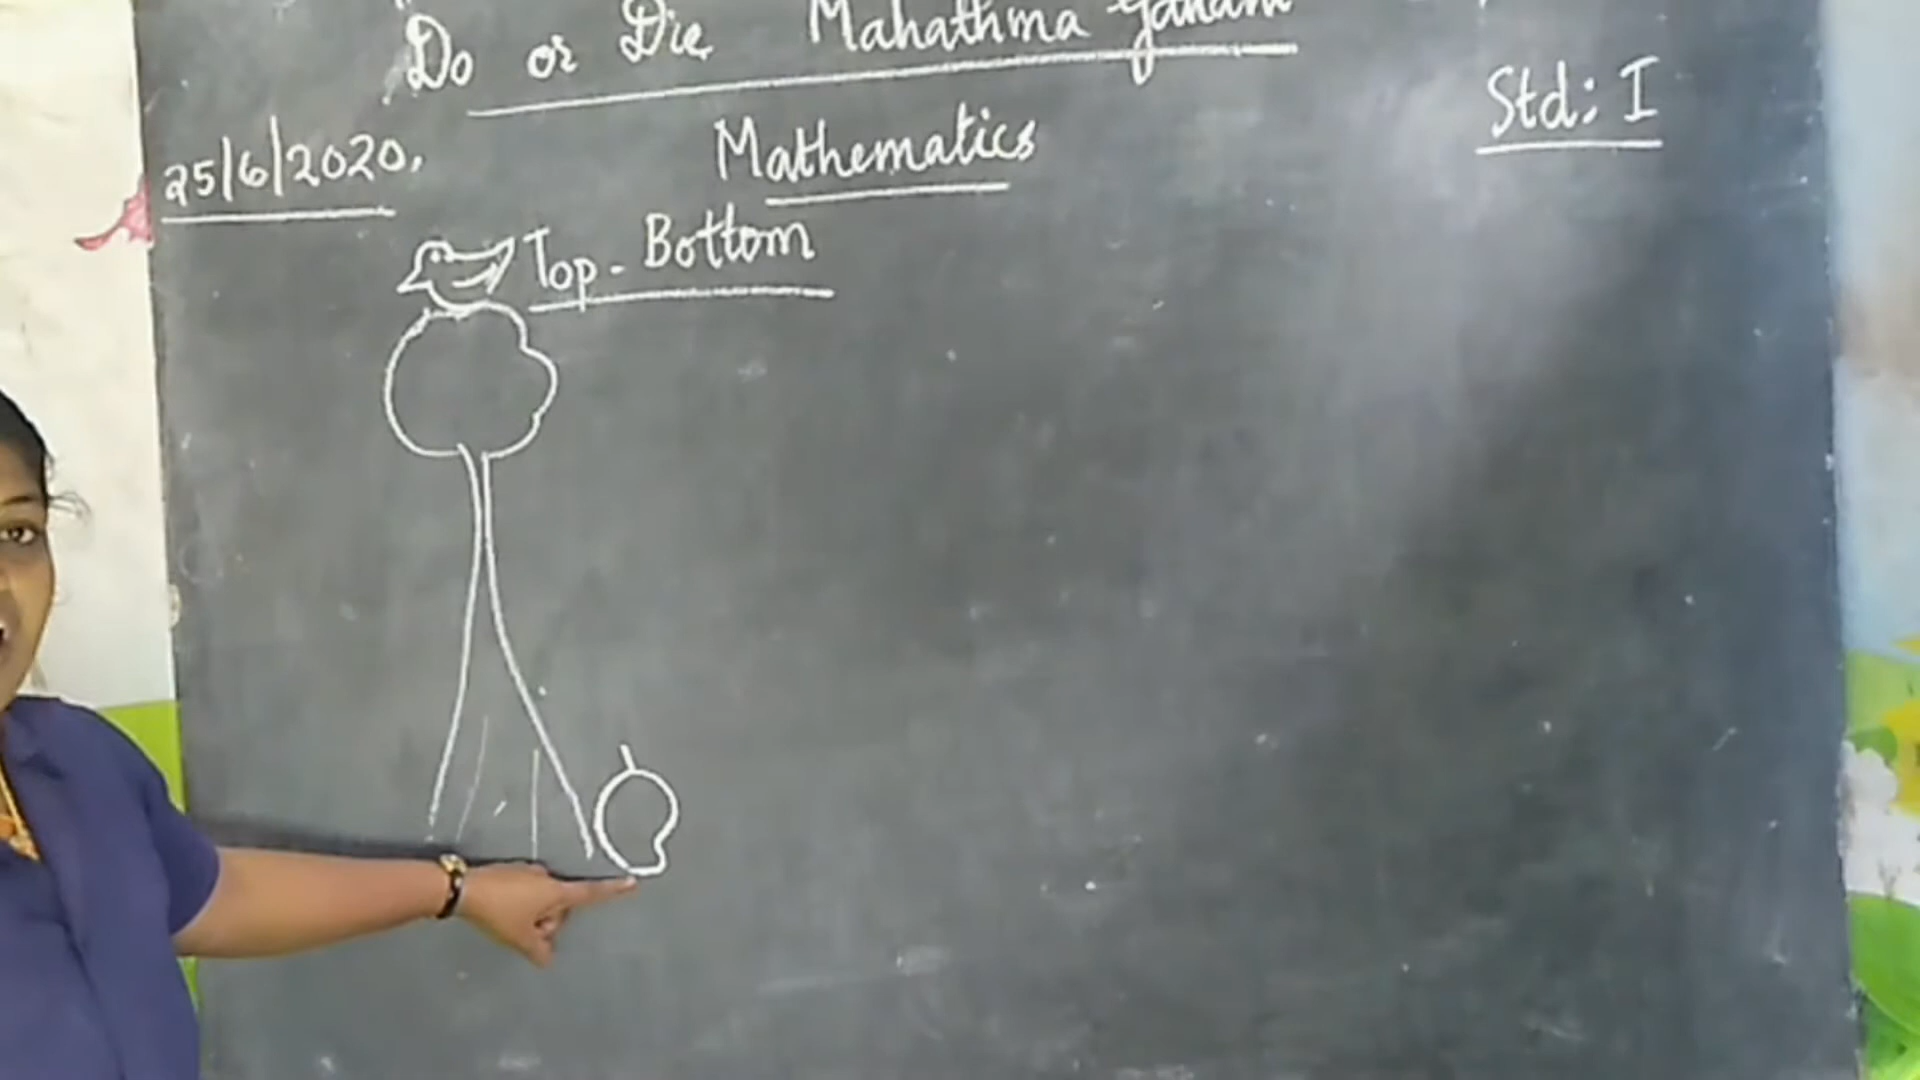 Do or Die Mahathma Gandhi
Std: I
25/6/2020.
Mathematics
Top - Bottom